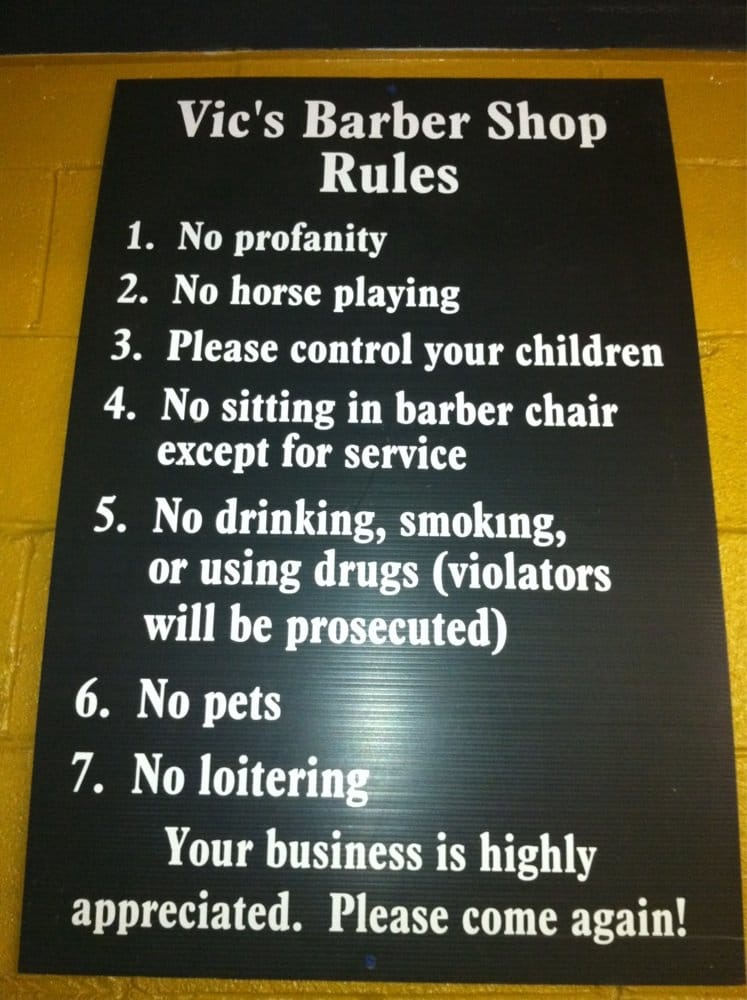 Vic's Barber Shop
Rules
1. No profanity
2. No horse playing
3. Please control your children
4. No sitting in barber chair
except for service
5. No drinking, smoking,
or using drugs (violators
will be prosecuted)
6. No pets
7. No loitering
Your business is highly
appreciated. Please come again!